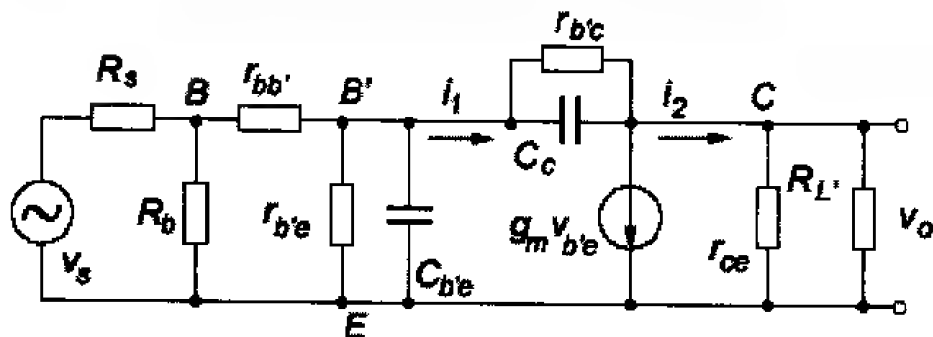 r_b'c
R_s
B
r_bb'
B'
i_1
i_2
C
C_c
R_b
r_b'e
g_m v_b'e
R_L'
v_s
C_b'e
r_ce
v_o
E